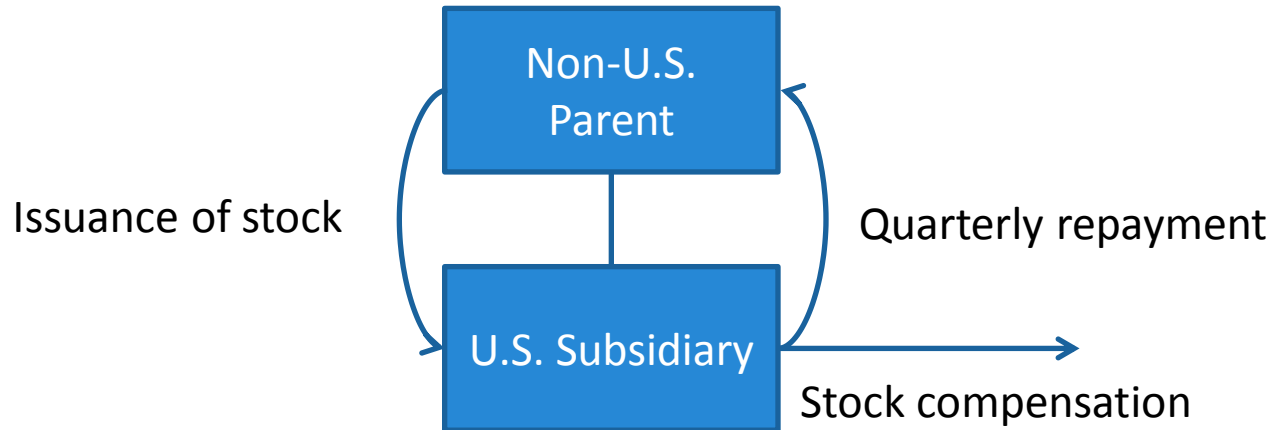 Non-U.S.
Parent
Issuance of stock
Quarterly repayment
U.S. Subsidiary
Stock compensation